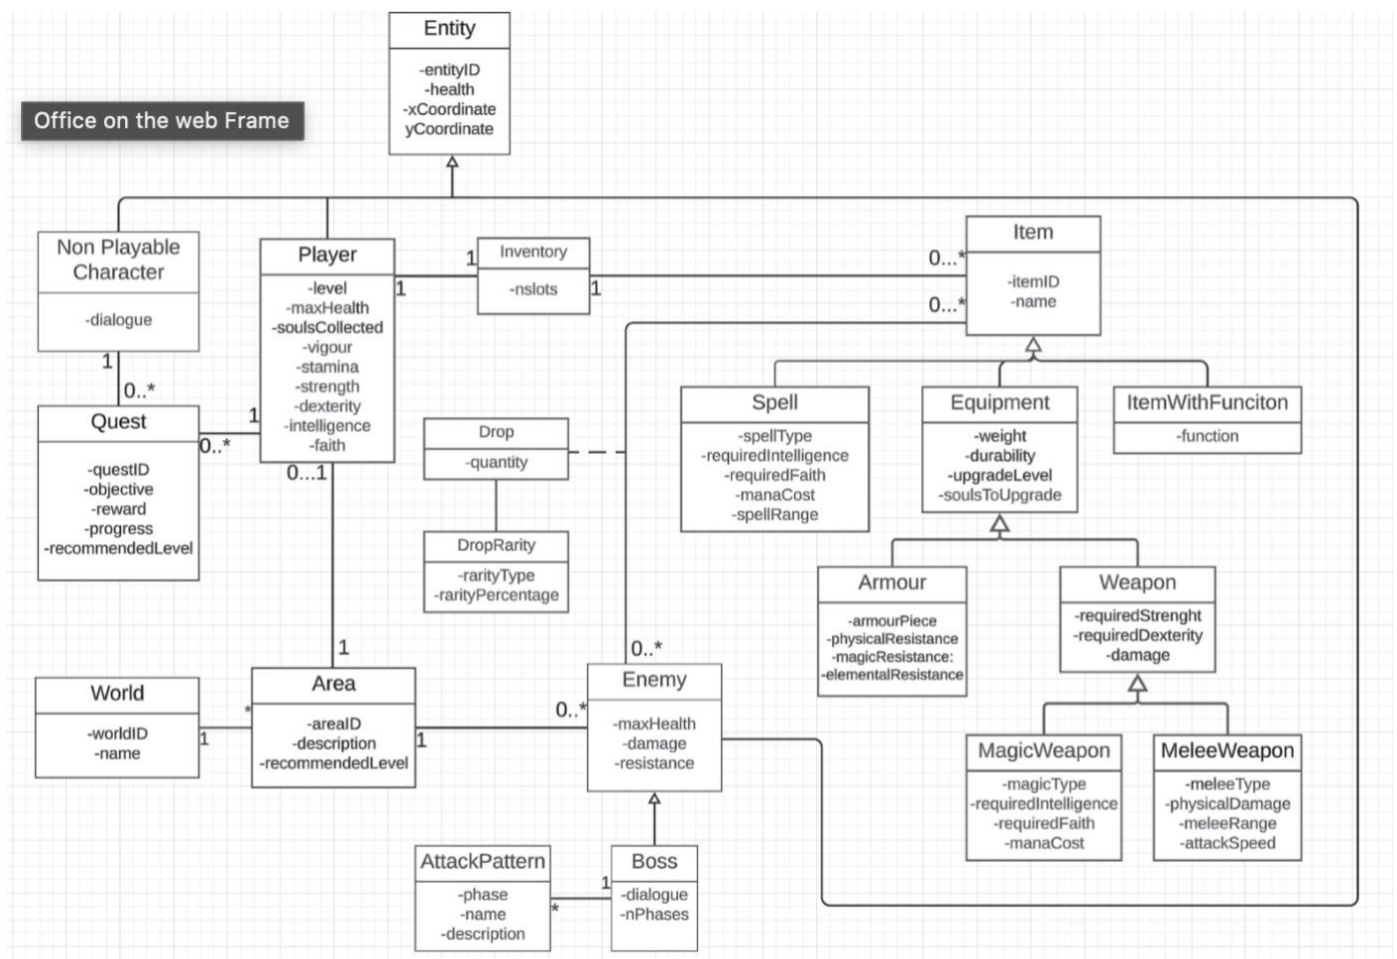 Entity
-entityID
-health
-xCoordinate
yCoordinate
Office on the web Frame
Non Playable
Character
-dialogue
1
0..*
Player
-level
-maxHealth
-soulsCollected
-vigour
-stamina
-strength
-dexterity
-intelligence
-faith
1
1
Inventory
-nslots
1
0...*
0...*
Item
-itemID
-name
Quest
-questID
-objective
-reward
-progress
-recommendedLevel
1
0..*
0...1
Drop
-quantity
DropRarity
-rarityType
-rarityPercentage
Spell
-spellType
-requiredIntelligence
-requiredFaith
-manaCost
-spellRange
Equipment
-weight
-durability
-upgradeLevel
-soulsToUpgrade
ItemWithFunciton
-function
Armour
-armourPiece
-physicalResistance
-magicResistance:
-elementalResistance
Weapon
-requiredStrenght
-requiredDexterity
-damage
1
0..*
World
-worldID
-name
*
1
Area
-areaID
-description
-recommendedLevel
0..*
1
Enemy
-maxHealth
-damage
-resistance
MagicWeapon
-magicType
-requiredIntelligence
-requiredFaith
-manaCost
MeleeWeapon
-meleeType
-physicalDamage
-meleeRange
-attackSpeed
AttackPattern
-phase
-name
-description
1
*
Boss
-dialogue
-nPhases